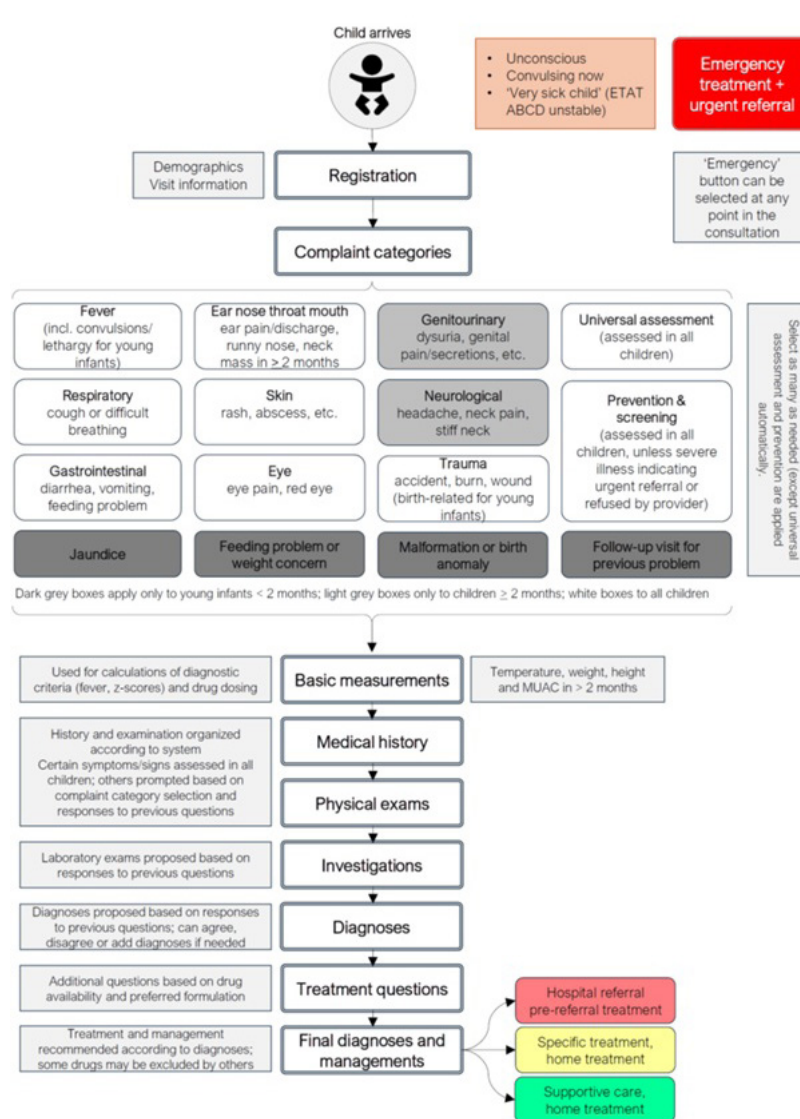 Child arrives
• Unconscious
• Convulsing now
• ‘Very sick child’ (ETAT
ABCD unstable)
Emergency
treatment +
urgent referral
Demographics
Visit information
Registration
‘Emergency’
button can be
selected at any
point in the
consultation
Complaint categories
Fever
(incl. convulsions/
lethargy for young
infants)
Ear nose throat mouth
ear pain/discharge,
runny nose, neck
mass in ≥ 2 months
Genitourinary
dysuria, genital
pain/secretions, etc.
Universal assessment
(assessed in all
children)
Respiratory
cough or difficult
breathing
Skin
rash, abscess, etc.
Neurological
headache, neck pain,
stiff neck
Prevention &
screening
(assessed in all
children, unless severe
illness indicating
urgent referral or
refused by provider)
Gastrointestinal
diarrhea, vomiting,
feeding problem
Eye
eye pain, red eye
Trauma
accident, burn, wound
(birth-related for young
infants)
Jaundice
Feeding problem or
weight concern
Malformation or birth
anomaly
Follow-up visit for
previous problem
Select as many as needed (except universal
assessment and prevention are applied
automatically.
Dark grey boxes apply only to young infants < 2 months; light grey boxes only to children ≥ 2 months; white boxes to all children
Used for calculations of diagnostic
criteria (fever, z-scores) and drug dosing
Basic measurements
Temperature, weight, height
and MUAC in > 2 months
History and examination organized
according to system
Certain symptoms/signs assessed in all
children; others prompted based on
complaint category selection and
responses to previous questions
Medical history
Physical exams
Laboratory exams proposed based on
responses to previous questions
Investigations
Diagnoses proposed based on responses
to previous questions; can agree,
disagree or add diagnoses if needed
Diagnoses
Additional questions based on drug
availability and preferred formulation
Treatment questions
Treatment and management
recommended according to diagnoses;
some drugs may be excluded by others
Final diagnoses and
managements
Hospital referral
pre-referral treatment
Specific treatment,
home treatment
Supportive care,
home treatment